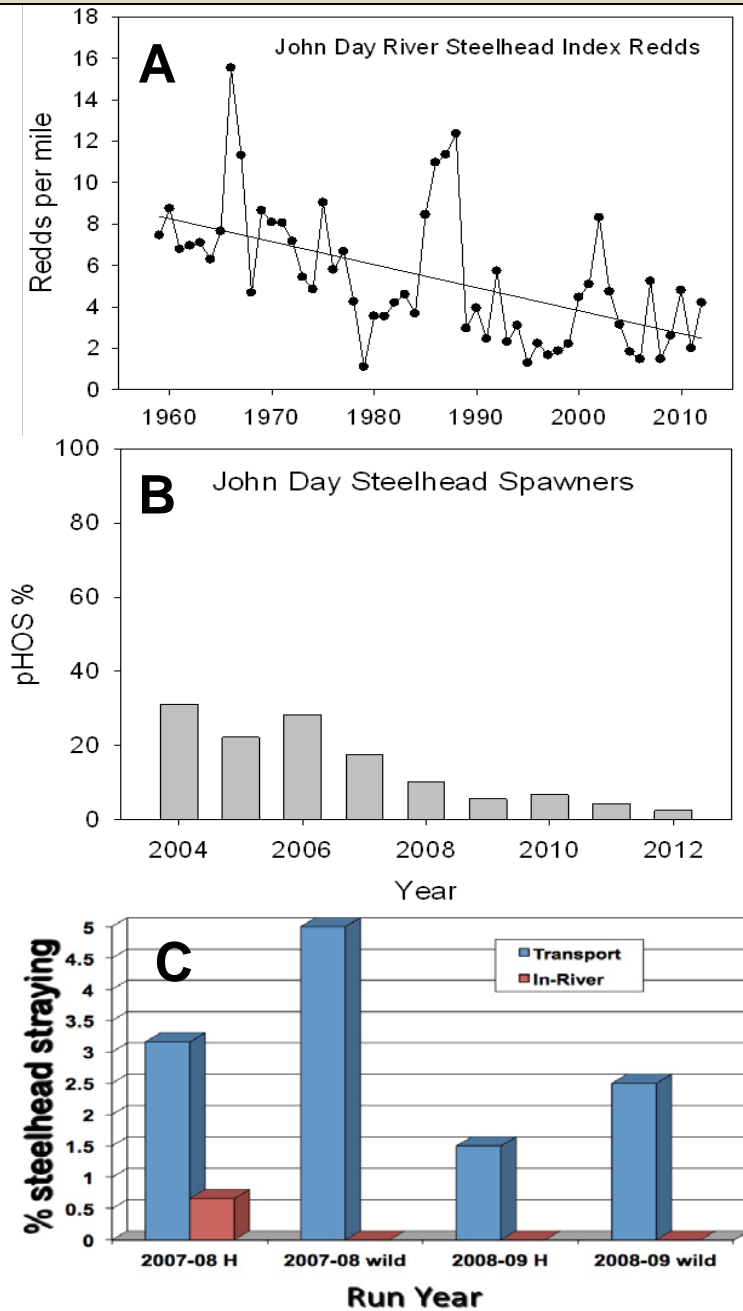 A
John Day River Steelhead Index Redds
Redds per mile
18
16
14
12
10
8
6
4
2
0
1960 1970 1980 1990 2000 2010
B
John Day Steelhead Spawners
pHOS %
100
80
60
40
20
0
2004 2006 2008 2010 2012
Year
C
% steelhead straying
5
4.5
4
3.5
3
2.5
2
1.5
1
0.5
0
Transport
In-River
2007-08 H 2007-08 wild 2008-09 H 2008-09 wild
Run Year